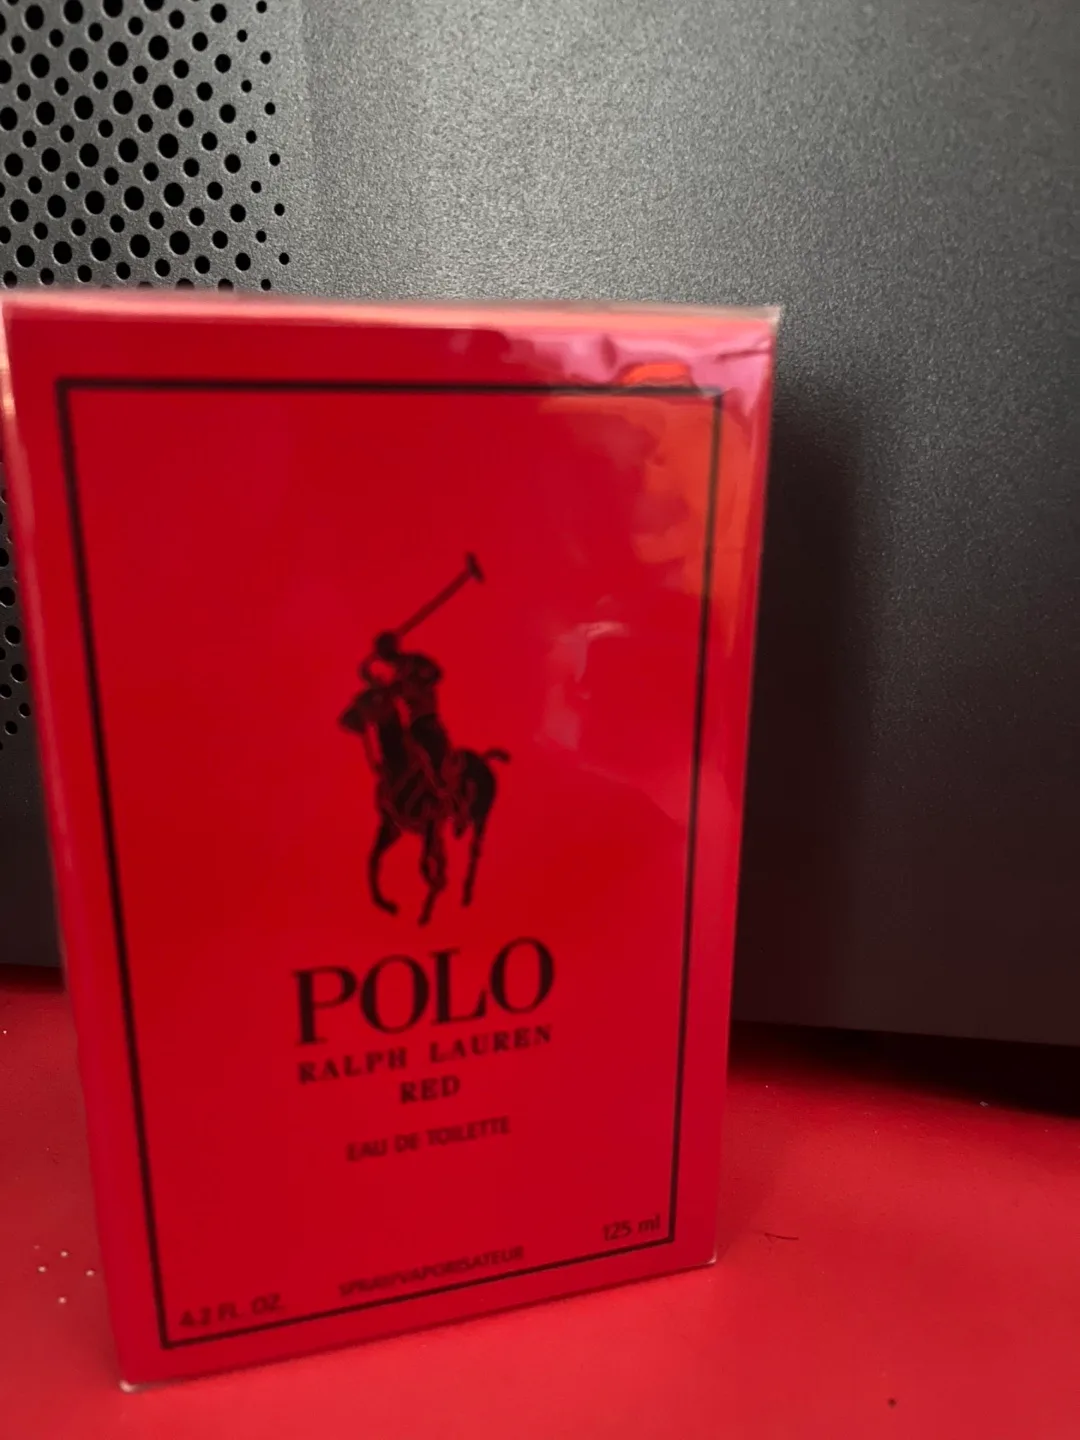 POLO
RALPH LAUREN
RED
EAU DE TOILETTE
125 ml
SPRAY/VAPORISATEUR
4.2 FL. OZ.